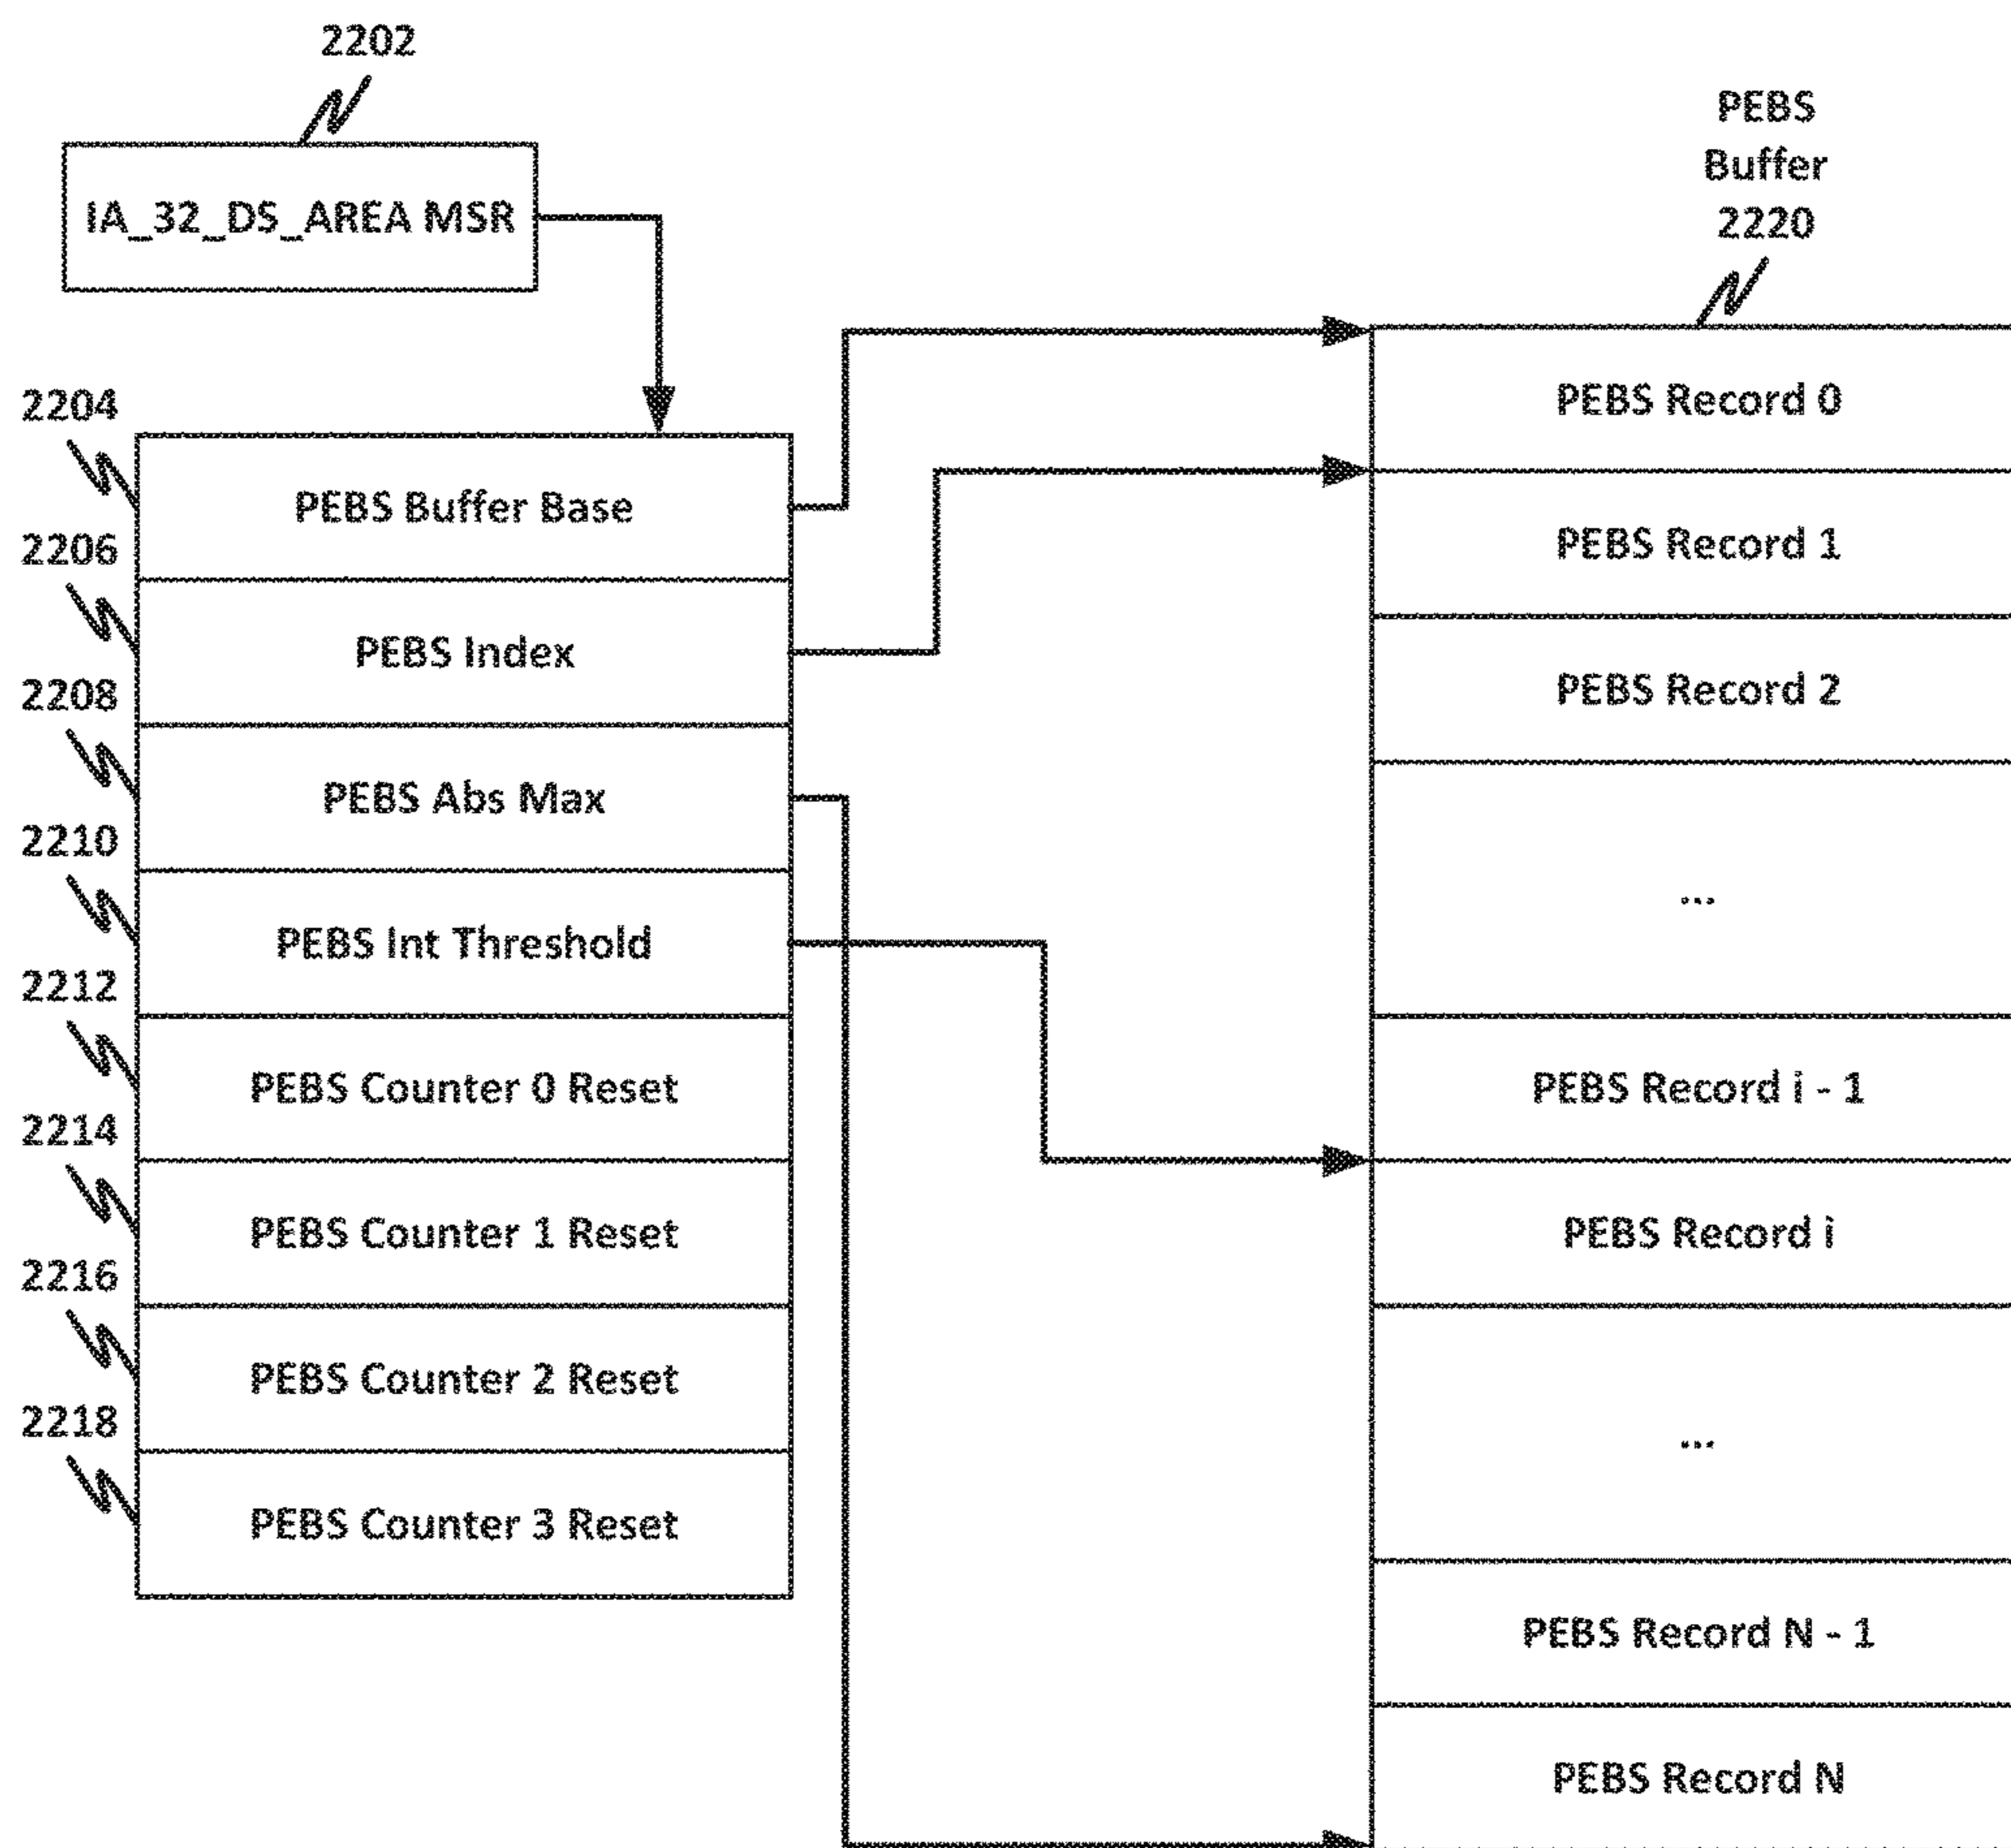 2202
IA_32_DS_AREA MSR
2204
PEBS Buffer Base
2206
PEBS Index
2208
PEBS Abs Max
2210
PEBS Int Threshold
2212
PEBS Counter 0 Reset
2214
PEBS Counter 1 Reset
2216
PEBS Counter 2 Reset
2218
PEBS Counter 3 Reset
PEBS
Buffer
2220
PEBS Record 0
PEBS Record 1
PEBS Record 2
...
PEBS Record i - 1
PEBS Record i
...
PEBS Record N - 1
PEBS Record N